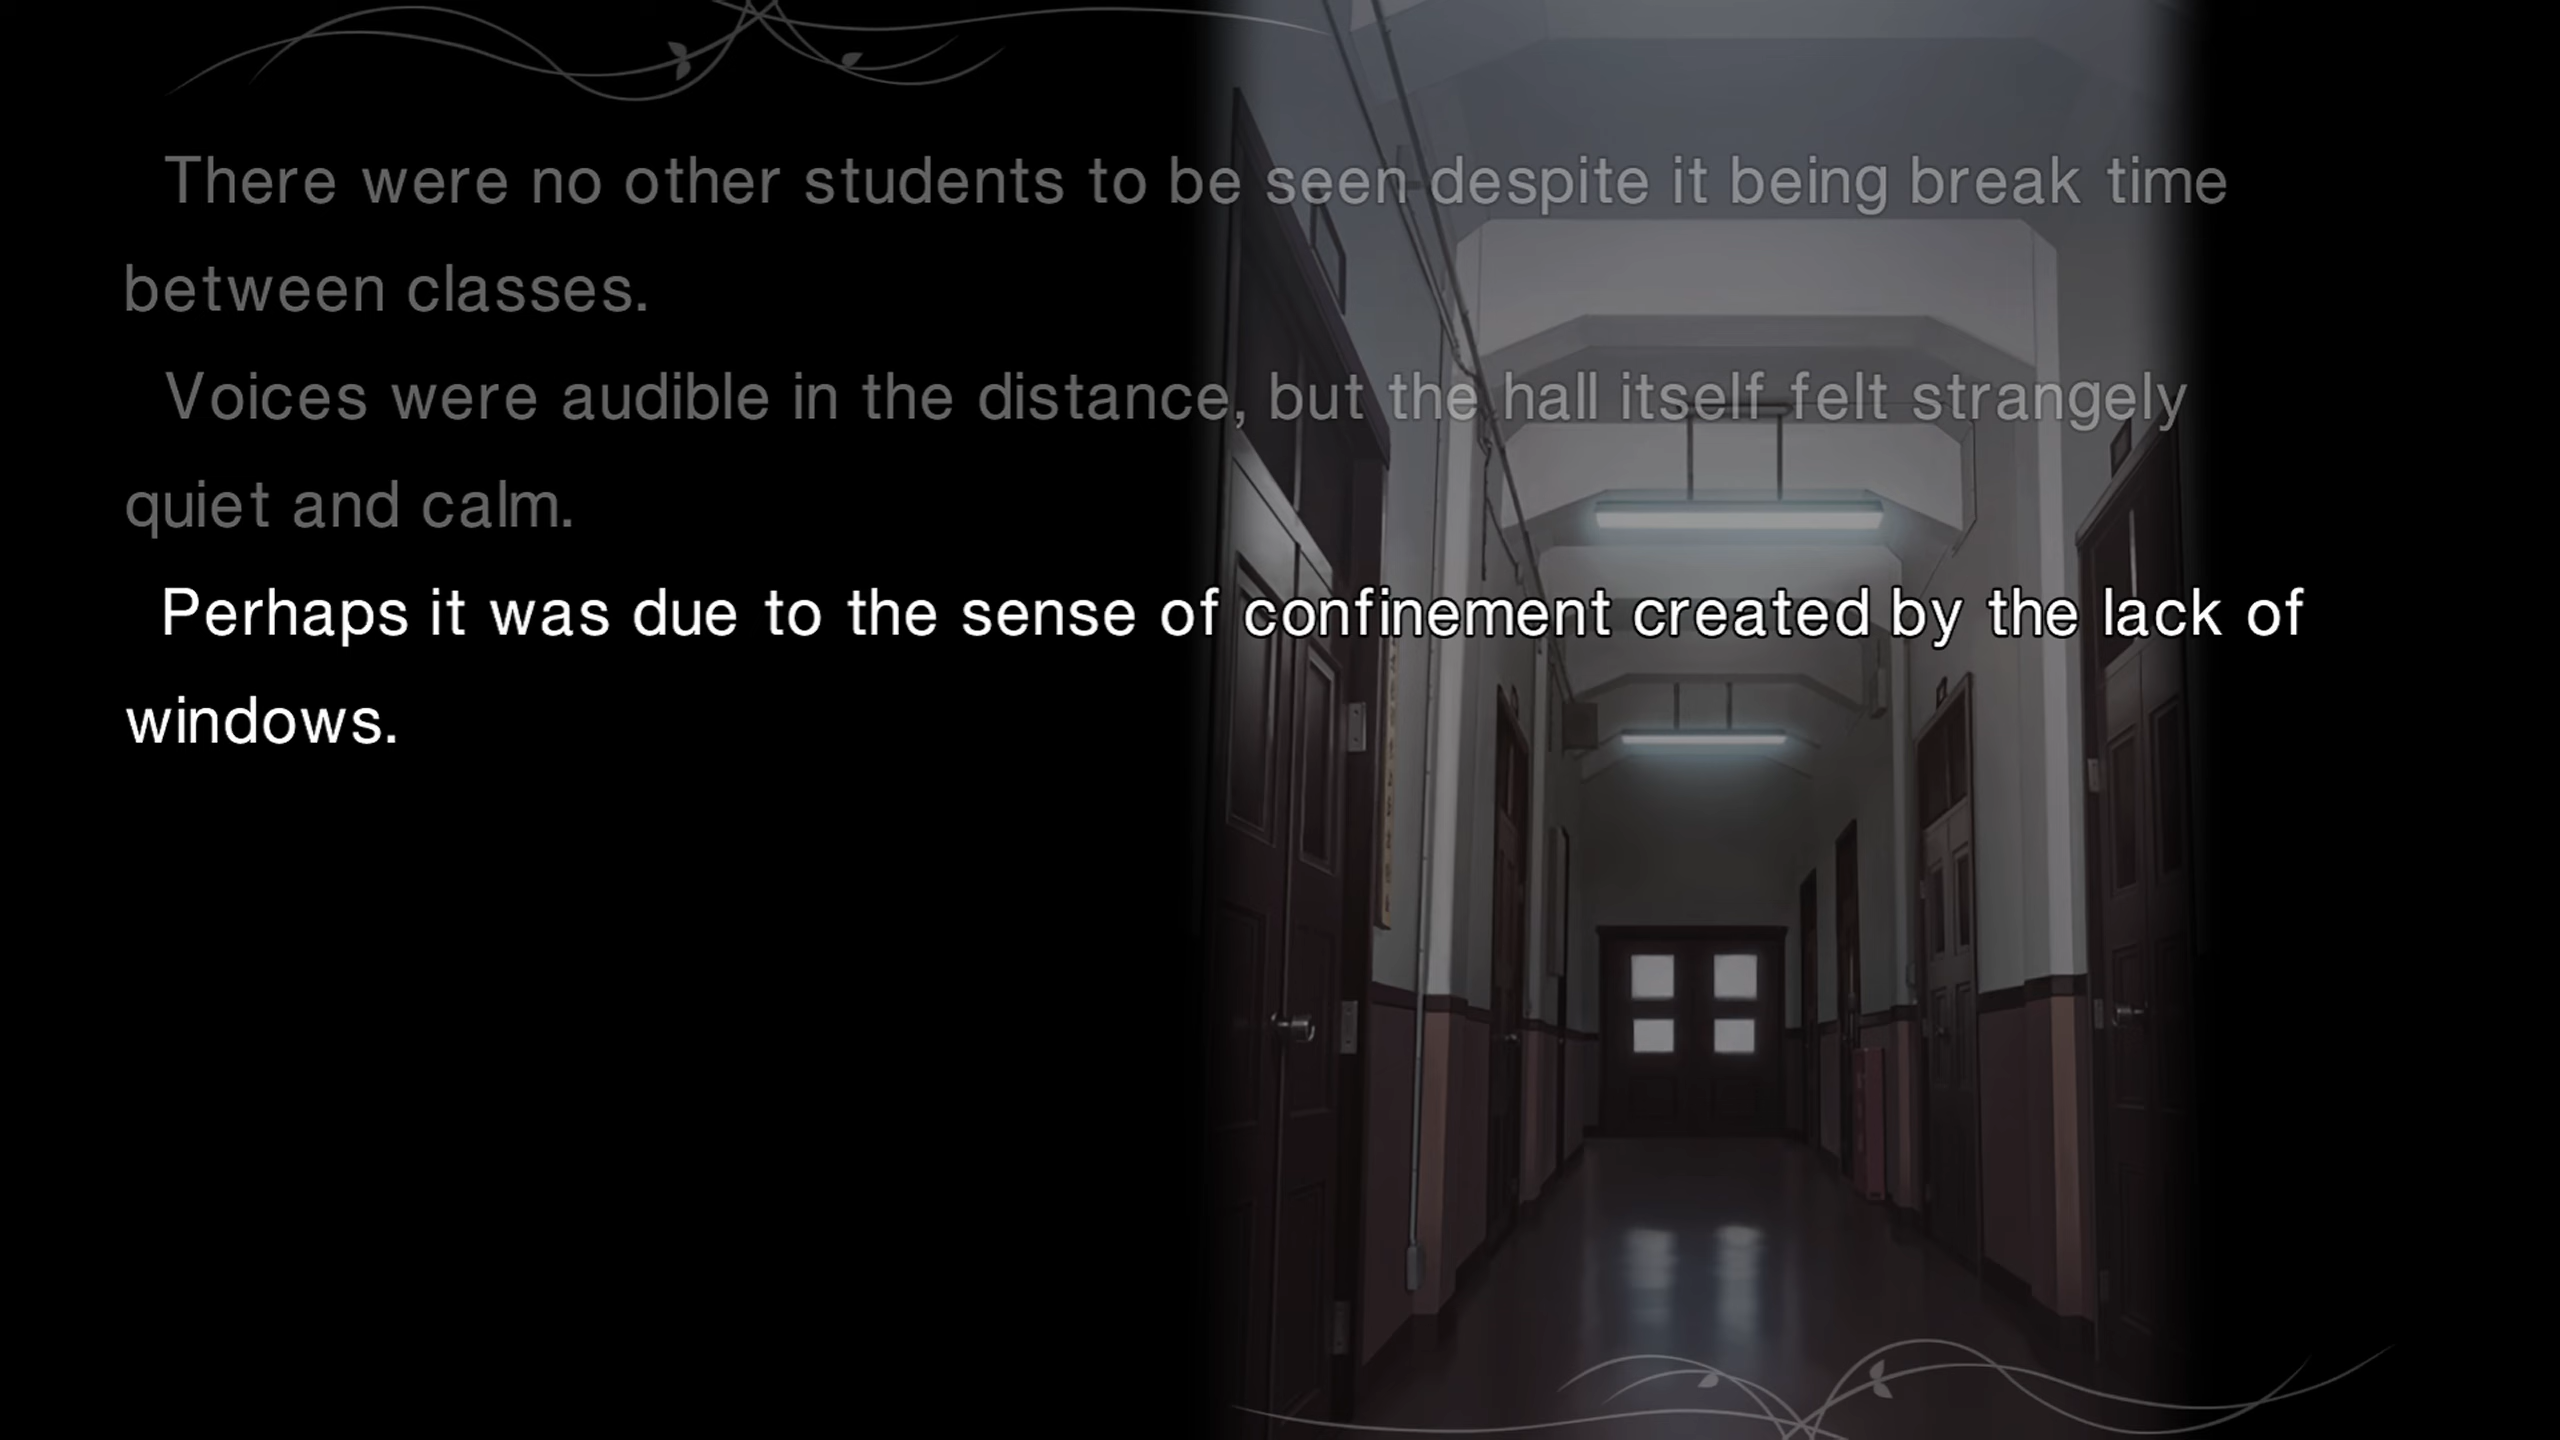 There were no other students to be seen despite it being break time
between classes.
Voices were audible in the distance, but the hall itself felt strangely
quiet and calm.
Perhaps it was due to the sense of confinement created by the lack of
windows.